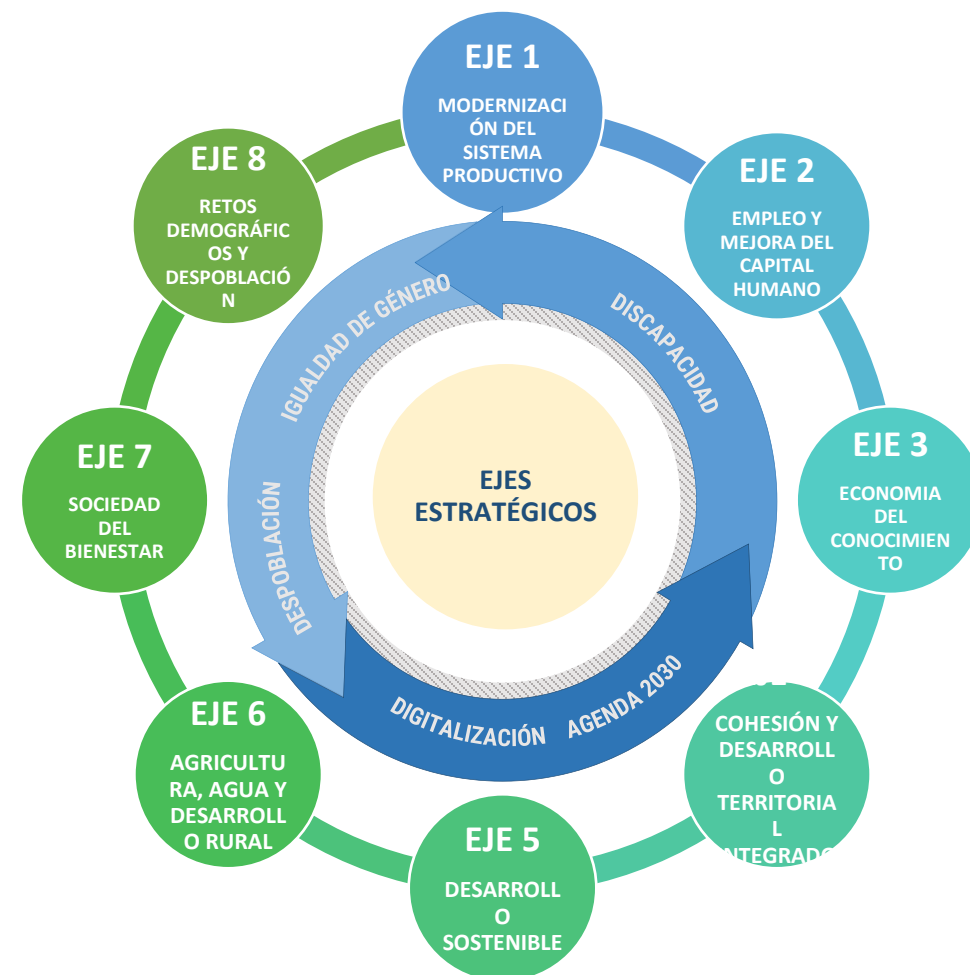 EJE 1
MODERNIZACI
ÓN DEL
SISTEMA
PRODUCTIVO
EJE 2
EMPLEO Y
MEJORA DEL
CAPITAL
HUMANO
EJE 3
ECONOMIA
DEL
CONOCIMIEN
TO
COHESIÓN Y
DESARROLL
O
TERRITORIA
L
NTEGRADO
EJE 5
DESARROLL
O
SOSTENIBLE
EJE 6
AGRICULTU
RA, AGUA Y
DESARROLL
O RURAL
EJE 7
SOCIEDAD
DEL
BIENESTAR
EJE 8
RETOS
DEMOGRÁFIC
OS Y
DESPOBLACIÓ
N
IGUALDAD DE GÉNERO
DISCAPACIDAD
DESPOBLACIÓN
DIGITALIZACIÓN AGENDA 2030
EJES
ESTRATÉGICOS